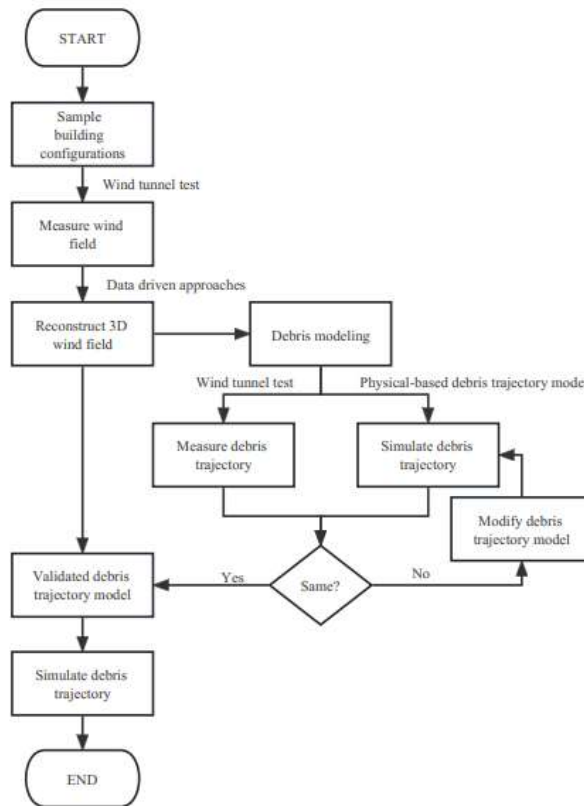 START
Sample
building
configurations
Wind tunnel test
Measure wind
field
Data driven approaches
Reconstruct 3D
wind field
Debris modeling
Wind tunnel test
Physical-based debris trajectory model
Measure debris
trajectory
Simulate debris
trajectory
Modify debris
trajectory model
Same?
Yes
No
Validated debris
trajectory model
Simulate debris
trajectory
END